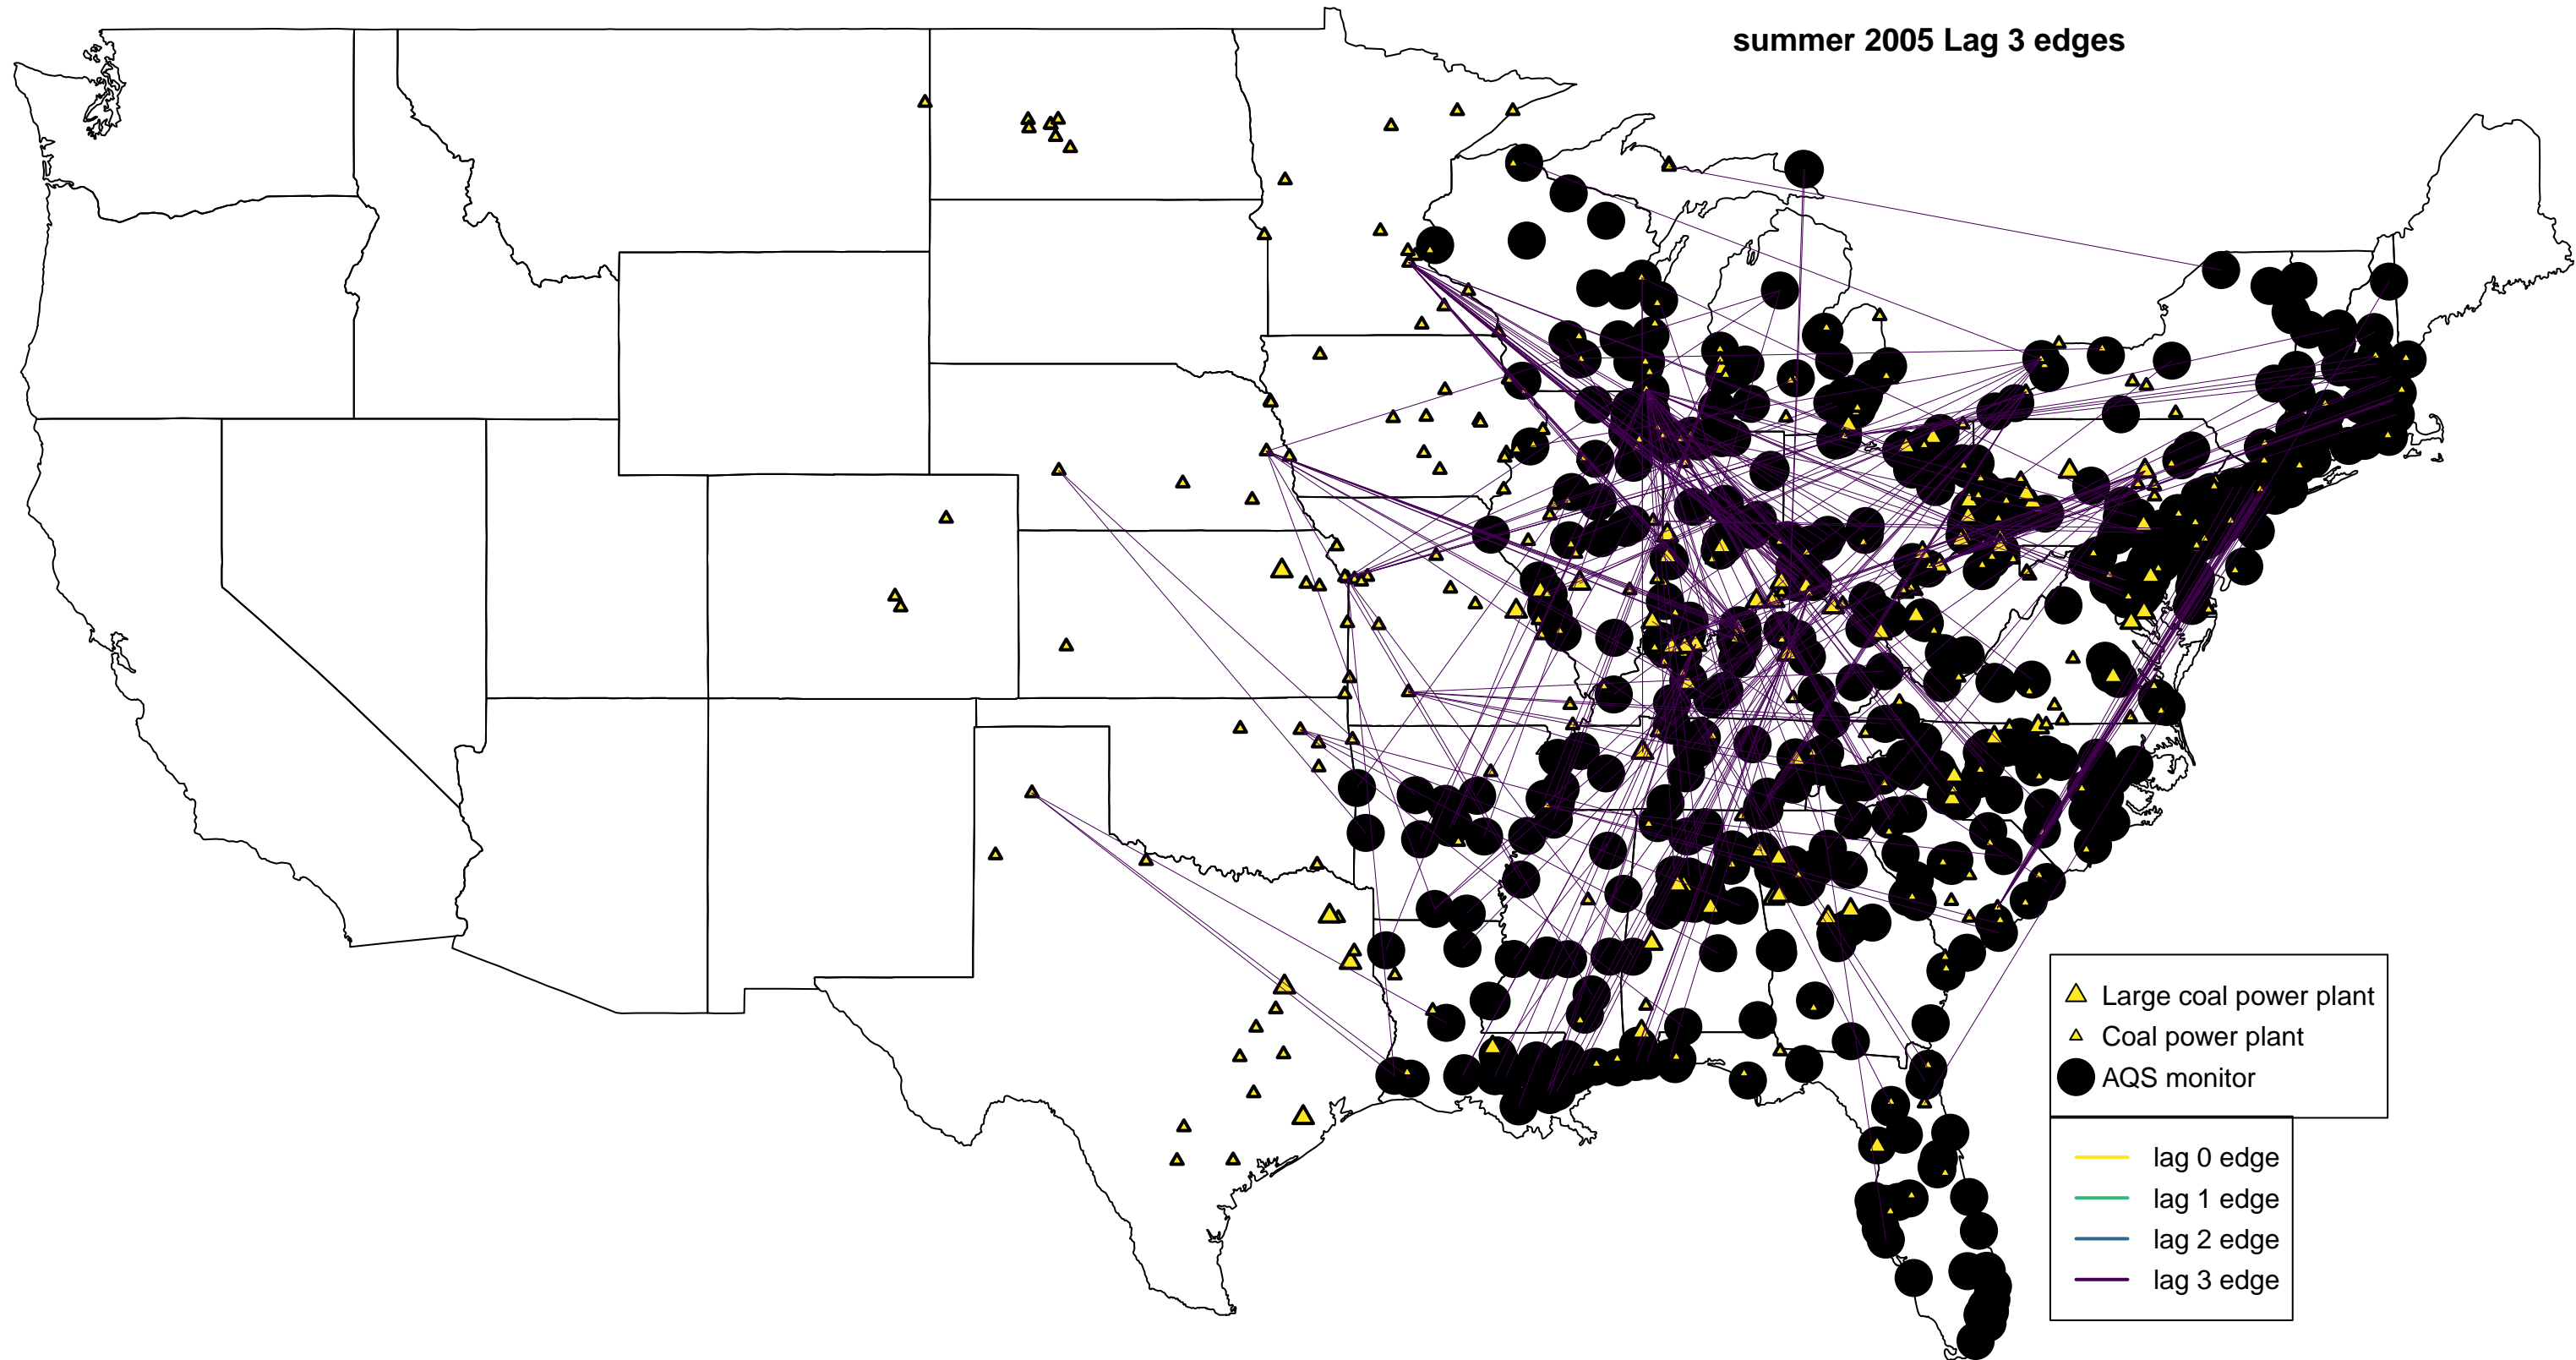 summer 2005 Lag 3 edges
Large coal power plant
Coal power plant
AQS monitor
lag 0 edge
lag 1 edge
lag 2 edge
lag 3 edge